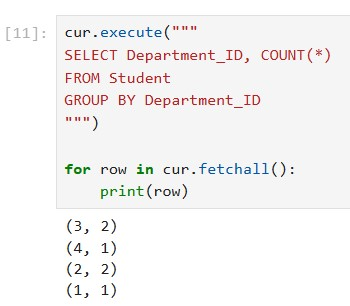 [11]: cur.execute("""
SELECT Department_ID, COUNT(*)
FROM Student
GROUP BY Department_ID
""")
for row in cur.fetchall():
    print(row)
(3, 2)
(4, 1)
(2, 2)
(1, 1)